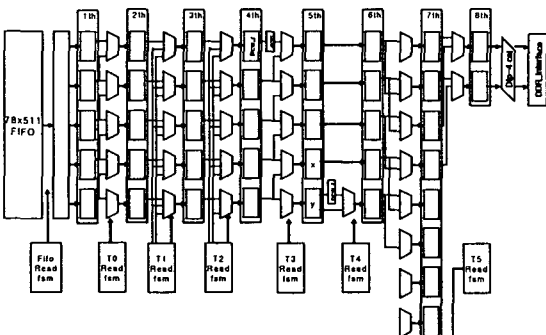 1th
2th
3th
4th
5th
6th
7th
8th
78x511
FIFO
x
y
DDR_Interface
Fifo
Read
fsm
T0
Read
fsm
T1
Read
fsm
T2
Read
fsm
T3
Read
fsm
T4
Read
fsm
T5
Read
fsm